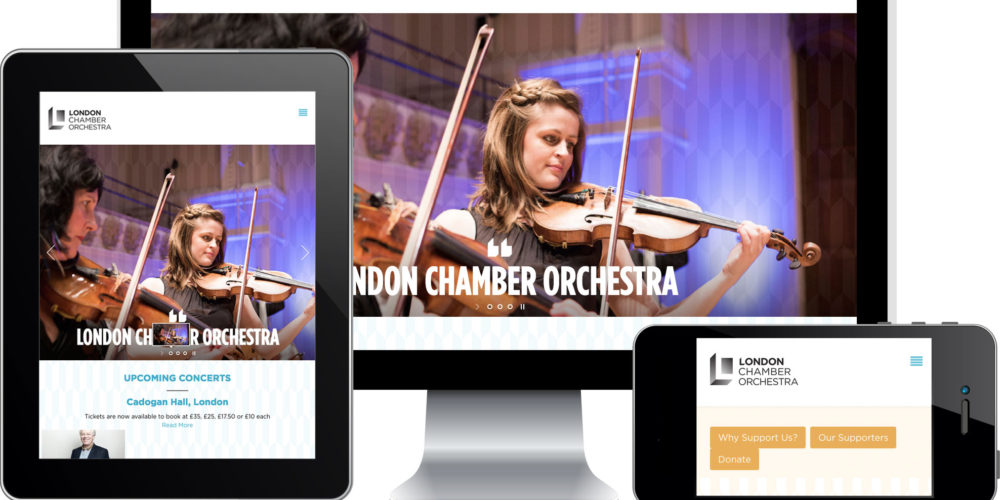 LONDON
CHAMBER
ORCHESTRA
“
LONDON CH R ORCHESTRA
UPCOMING CONCERTS
Cadogan Hall, London
Tickets are now available to book at £35, £25, £17.50 or £10 each
Read More
“
NDON CHAMBER ORCHESTRA
LONDON
CHAMBER
ORCHESTRA
Why Support Us? Our Supporters
Donate